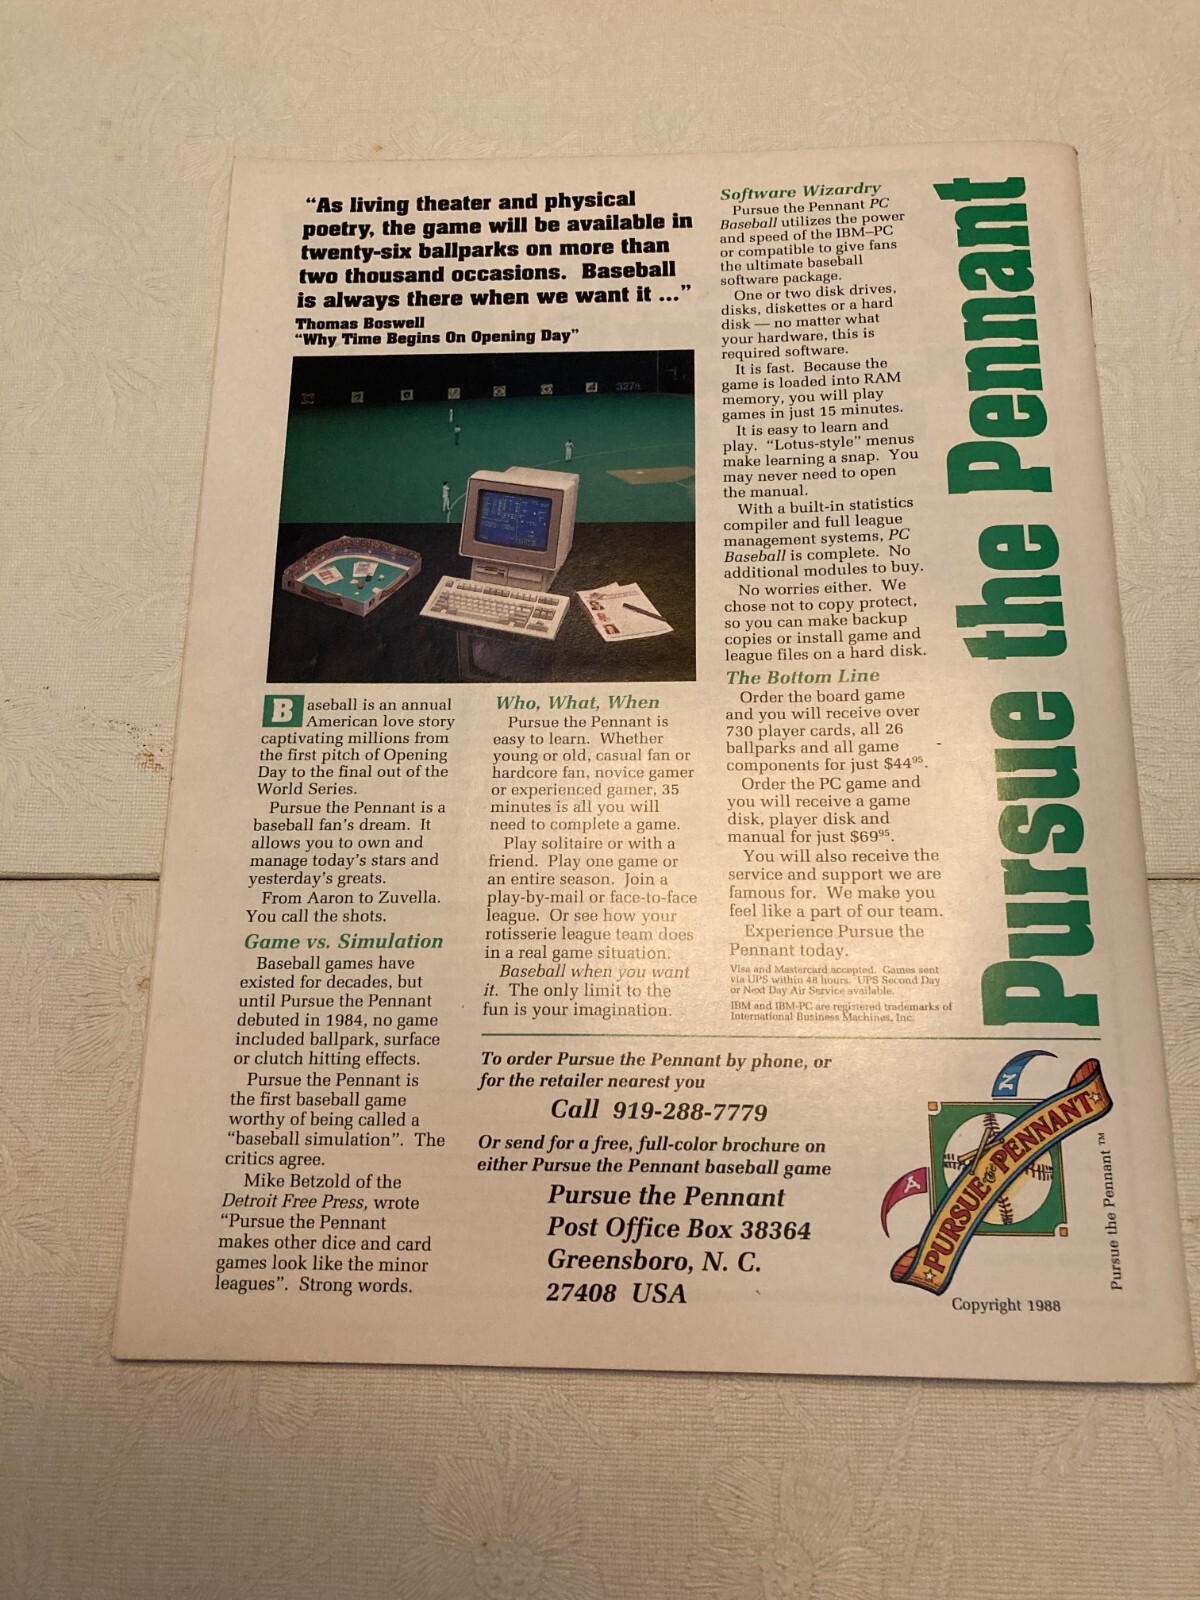 “As living theater and physical
poetry, the game will be available in
twenty-six ballparks on more than
two thousand occasions. Baseball
is always there when we want it ...”
Thomas Boswell
“Why Time Begins On Opening Day”
327ft
Baseball is an annual
American love story
captivating millions from
the first pitch of Opening
Day to the final out of the
World Series.
Pursue the Pennant is a
baseball fan's dream. It
allows you to own and
manage today's stars and
yesterday's greats.
From Aaron to Zuvella.
You call the shots.
Game vs. Simulation
Baseball games have
existed for decades, but
until Pursue the Pennant
debuted in 1984, no game
included ballpark, surface
or clutch hitting effects.
Pursue the Pennant is
the first baseball game
worthy of being called a
“baseball simulation”. The
critics agree.
Mike Betzold of the
Detroit Free Press, wrote
“Pursue the Pennant
makes other dice and card
games look like the minor
leagues”. Strong words.
Who, What, When
Pursue the Pennant is
easy to learn. Whether
young or old, casual fan or
hardcore fan, novice gamer
or experienced gamer, 35
minutes is all you will
need to complete a game.
Play solitaire or with a
friend. Play one game or
an entire season. Join a
play-by-mail or face-to-face
league. Or see how your
rotisserie league team does
in a real game situation.
Baseball when you want
it. The only limit to the
fun is your imagination.
Software Wizardry
Pursue the Pennant PC
Baseball utilizes the power
and speed of the IBM–PC
or compatible to give fans
the ultimate baseball
software package.
One or two disk drives,
disks, diskettes or a hard
disk — no matter what
your hardware, this is
required software.
It is fast. Because the
game is loaded into RAM
memory, you will play
games in just 15 minutes.
It is easy to learn and
play. “Lotus-style” menus
make learning a snap. You
may never need to open
the manual.
With a built-in statistics
compiler and full league
management systems, PC
Baseball is complete. No
additional modules to buy.
No worries either. We
chose not to copy protect,
so you can make backup
copies or install game and
league files on a hard disk.
The Bottom Line
Order the board game
and you will receive over
730 player cards, all 26
ballparks and all game
components for just $44⁹⁵.
Order the PC game and
you will receive a game
disk, player disk and
manual for just $69⁹⁵.
You will also receive the
service and support we are
famous for. We make you
feel like a part of our team.
Experience Pursue the
Pennant today.
Visa and Mastercard accepted. Games sent
via UPS within 48 hours. UPS Second Day
or Next Day Air Service available.
IBM and IBM-PC are registered trademarks of
International Business Machines, Inc.
Pursue the Pennant
To order Pursue the Pennant by phone, or
for the retailer nearest you
Call 919-288-7779
Or send for a free, full-color brochure on
either Pursue the Pennant baseball game
Pursue the Pennant
Post Office Box 38364
Greensboro, N. C.
27408 USA
N
A
PURSUE the PENNANT
Pursue the Pennant ™
Copyright 1988